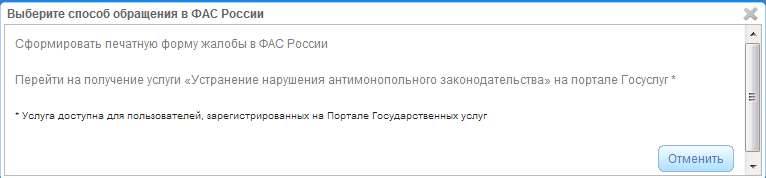 Выберите способ обращения в ФАС России
Сформировать печатную форму жалобы в ФАС России
Перейти на получение услуги «Устранение нарушения антимонопольного законодательства» на портале Госуслуг *
* Услуга доступна для пользователей, зарегистрированных на Портале Государственных услуг
Отменить